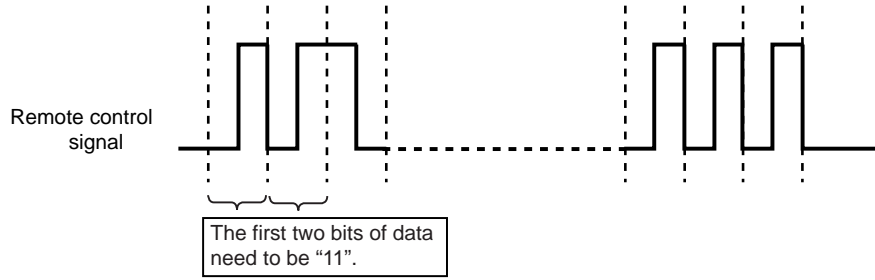 Remote control
signal
The first two bits of data
need to be “11”.